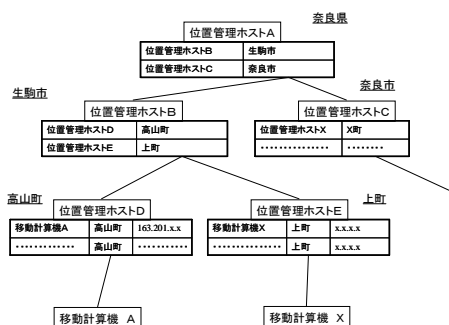 奈良県
位置管理ホストA
位置管理ホストB 生駒市
位置管理ホストC 奈良市
生駒市
奈良市
位置管理ホストB
位置管理ホストC
位置管理ホストD 高山町
位置管理ホストE 上町
位置管理ホストX X町
‥‥‥‥‥‥‥ ‥‥‥‥
高山町
上町
位置管理ホストD
位置管理ホストE
移動計算機A 高山町 163.201.x.x
‥‥‥‥‥‥ 高山町 ‥‥‥‥‥
移動計算機X 上町 x.x.x.x
‥‥‥‥‥‥‥ 上町 x.x.x.x
移動計算機 A
移動計算機 X